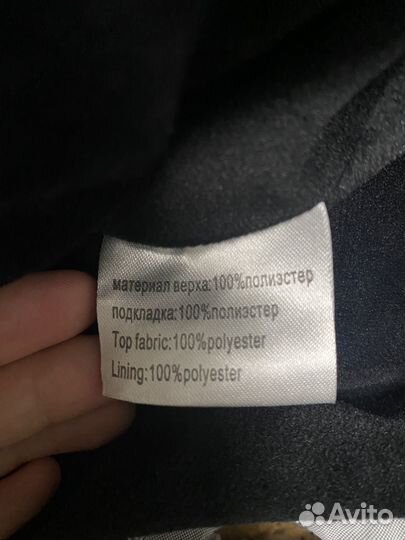 материал верха:100%полиэстер
подкладка:100%полиэстер
Top fabric:100%polyester
Lining:100%polyester
Avito